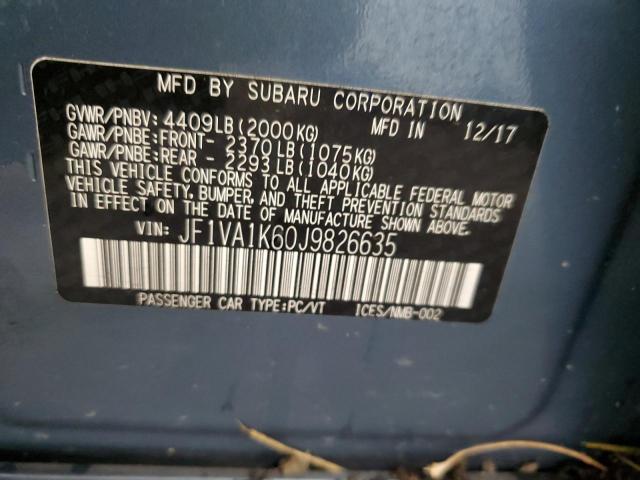 MFD BY SUBARU CORPORATION
GVWR/PNBV: 4409LB(2000KG) MFD IN 12/17
GAWR/PNBE:FRONT- 2370LB(1075KG)
GAWR/PNBE:REAR - 2293LB(1040KG)
THIS VEHICLE CONFORMS TO ALL APPLICABLE FEDERAL MOTOR
VEHICLE SAFETY, BUMPER, AND THEFT PREVENTION STANDARDS
IN EFFECT ON THE DATE OF MANUFACTURE SHOWN ABOVE.
VIN: JF1VA1K60J9826635
PASSENGER CAR TYPE:PC/VT ICES/NMB-002